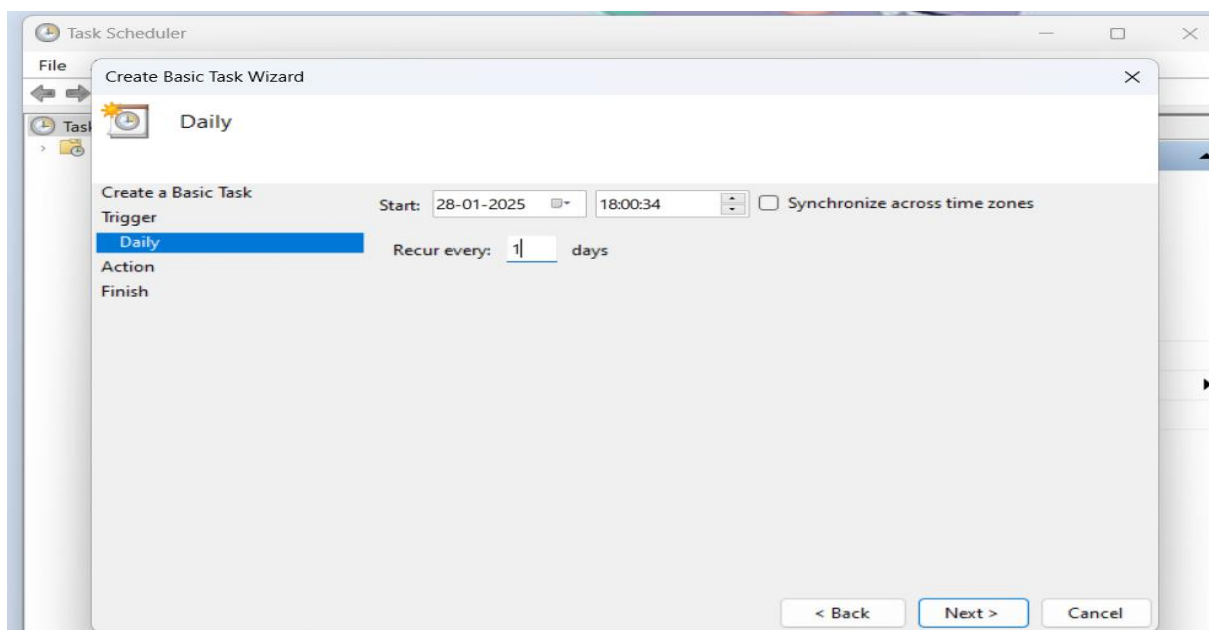 Task Scheduler
File
Create Basic Task Wizard
Daily
Create a Basic Task
Trigger
Daily
Action
Finish
Start: 28-01-2025 18:00:34 Synchronize across time zones
Recur every: 1 days
< Back Next > Cancel